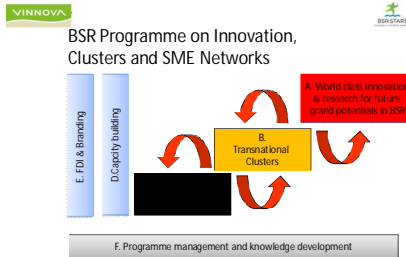 VINNOVA
BSR STARS
BSR Programme on Innovation,
Clusters and SME Networks
A. World class innovation
& research for future
grand potentials in BSR
B.
Transnational
Clusters
E. FDI & Branding
D.Capcity building
F. Programme management and knowledge development